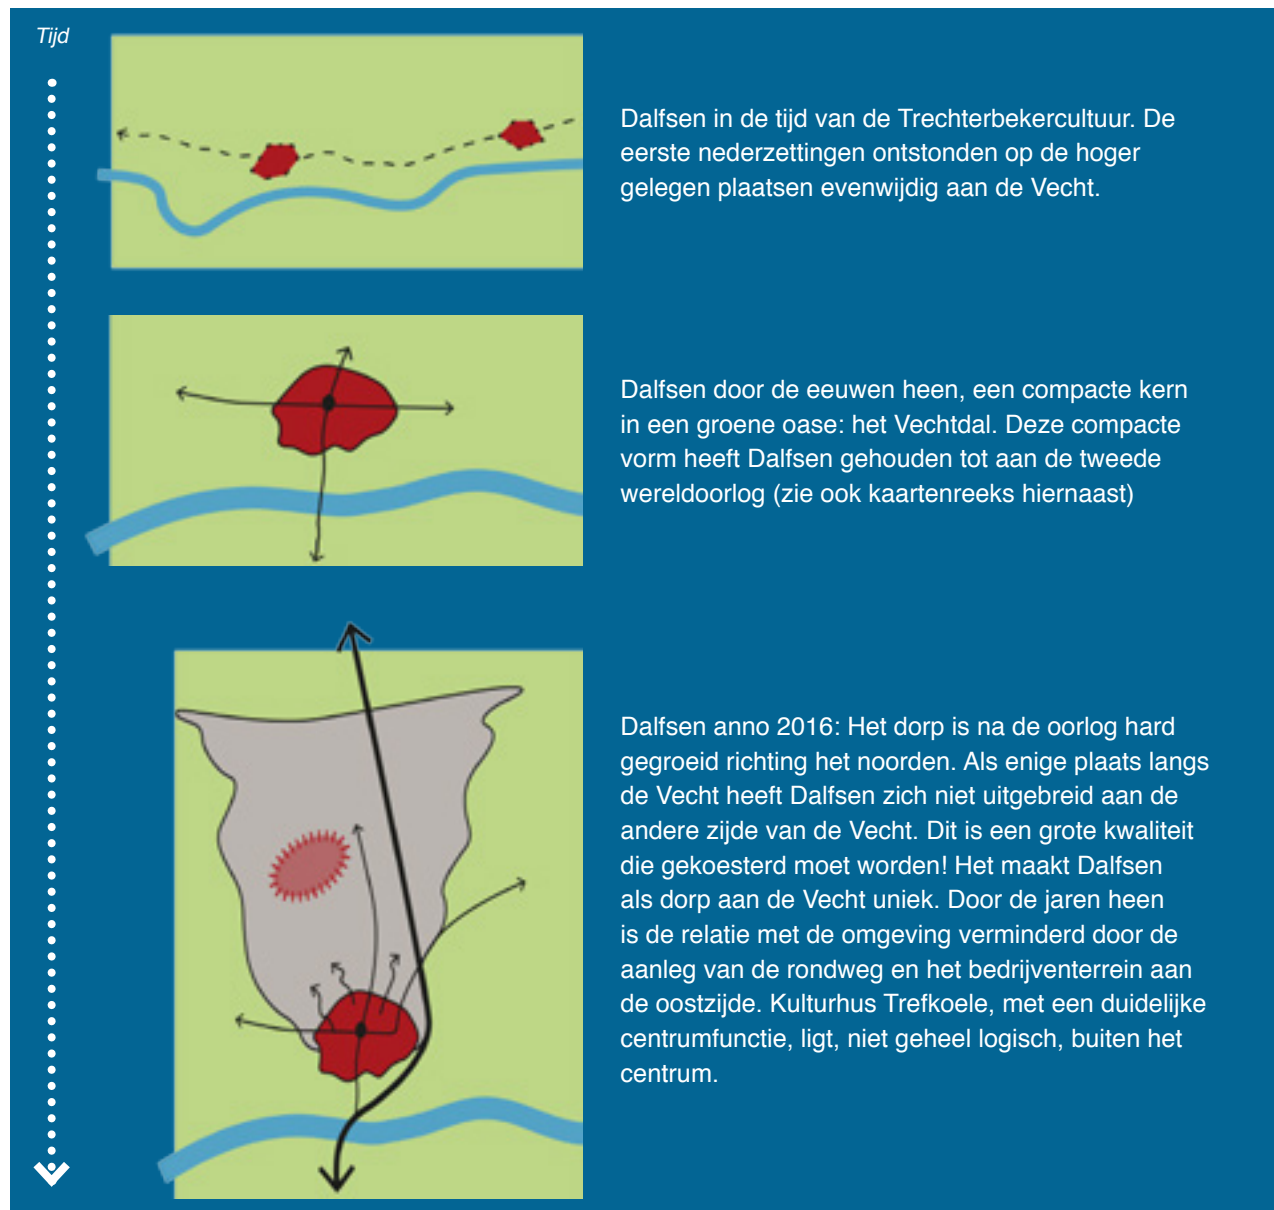 Tijd
Dalfsen in de tijd van de Trechterbekercultuur. De
eerste nederzettingen ontstonden op de hoger
gelegen plaatsen evenwijdig aan de Vecht.
Dalfsen door de eeuwen heen, een compacte kern
in een groene oase: het Vechtdal. Deze compacte
vorm heeft Dalfsen gehouden tot aan de tweede
wereldoorlog (zie ook kaartenreeks hiernaast)
Dalfsen anno 2016: Het dorp is na de oorlog hard
gegroeid richting het noorden. Als enige plaats langs
de Vecht heeft Dalfsen zich niet uitgebreid aan de
andere zijde van de Vecht. Dit is een grote kwaliteit
die gekoesterd moet worden! Het maakt Dalfsen
als dorp aan de Vecht uniek. Door de jaren heen
is de relatie met de omgeving verminderd door de
aanleg van de rondweg en het bedrijventerrein aan
de oostzijde. Kulturhus Trefkoele, met een duidelijke
centrumfunctie, ligt, niet geheel logisch, buiten het
centrum.